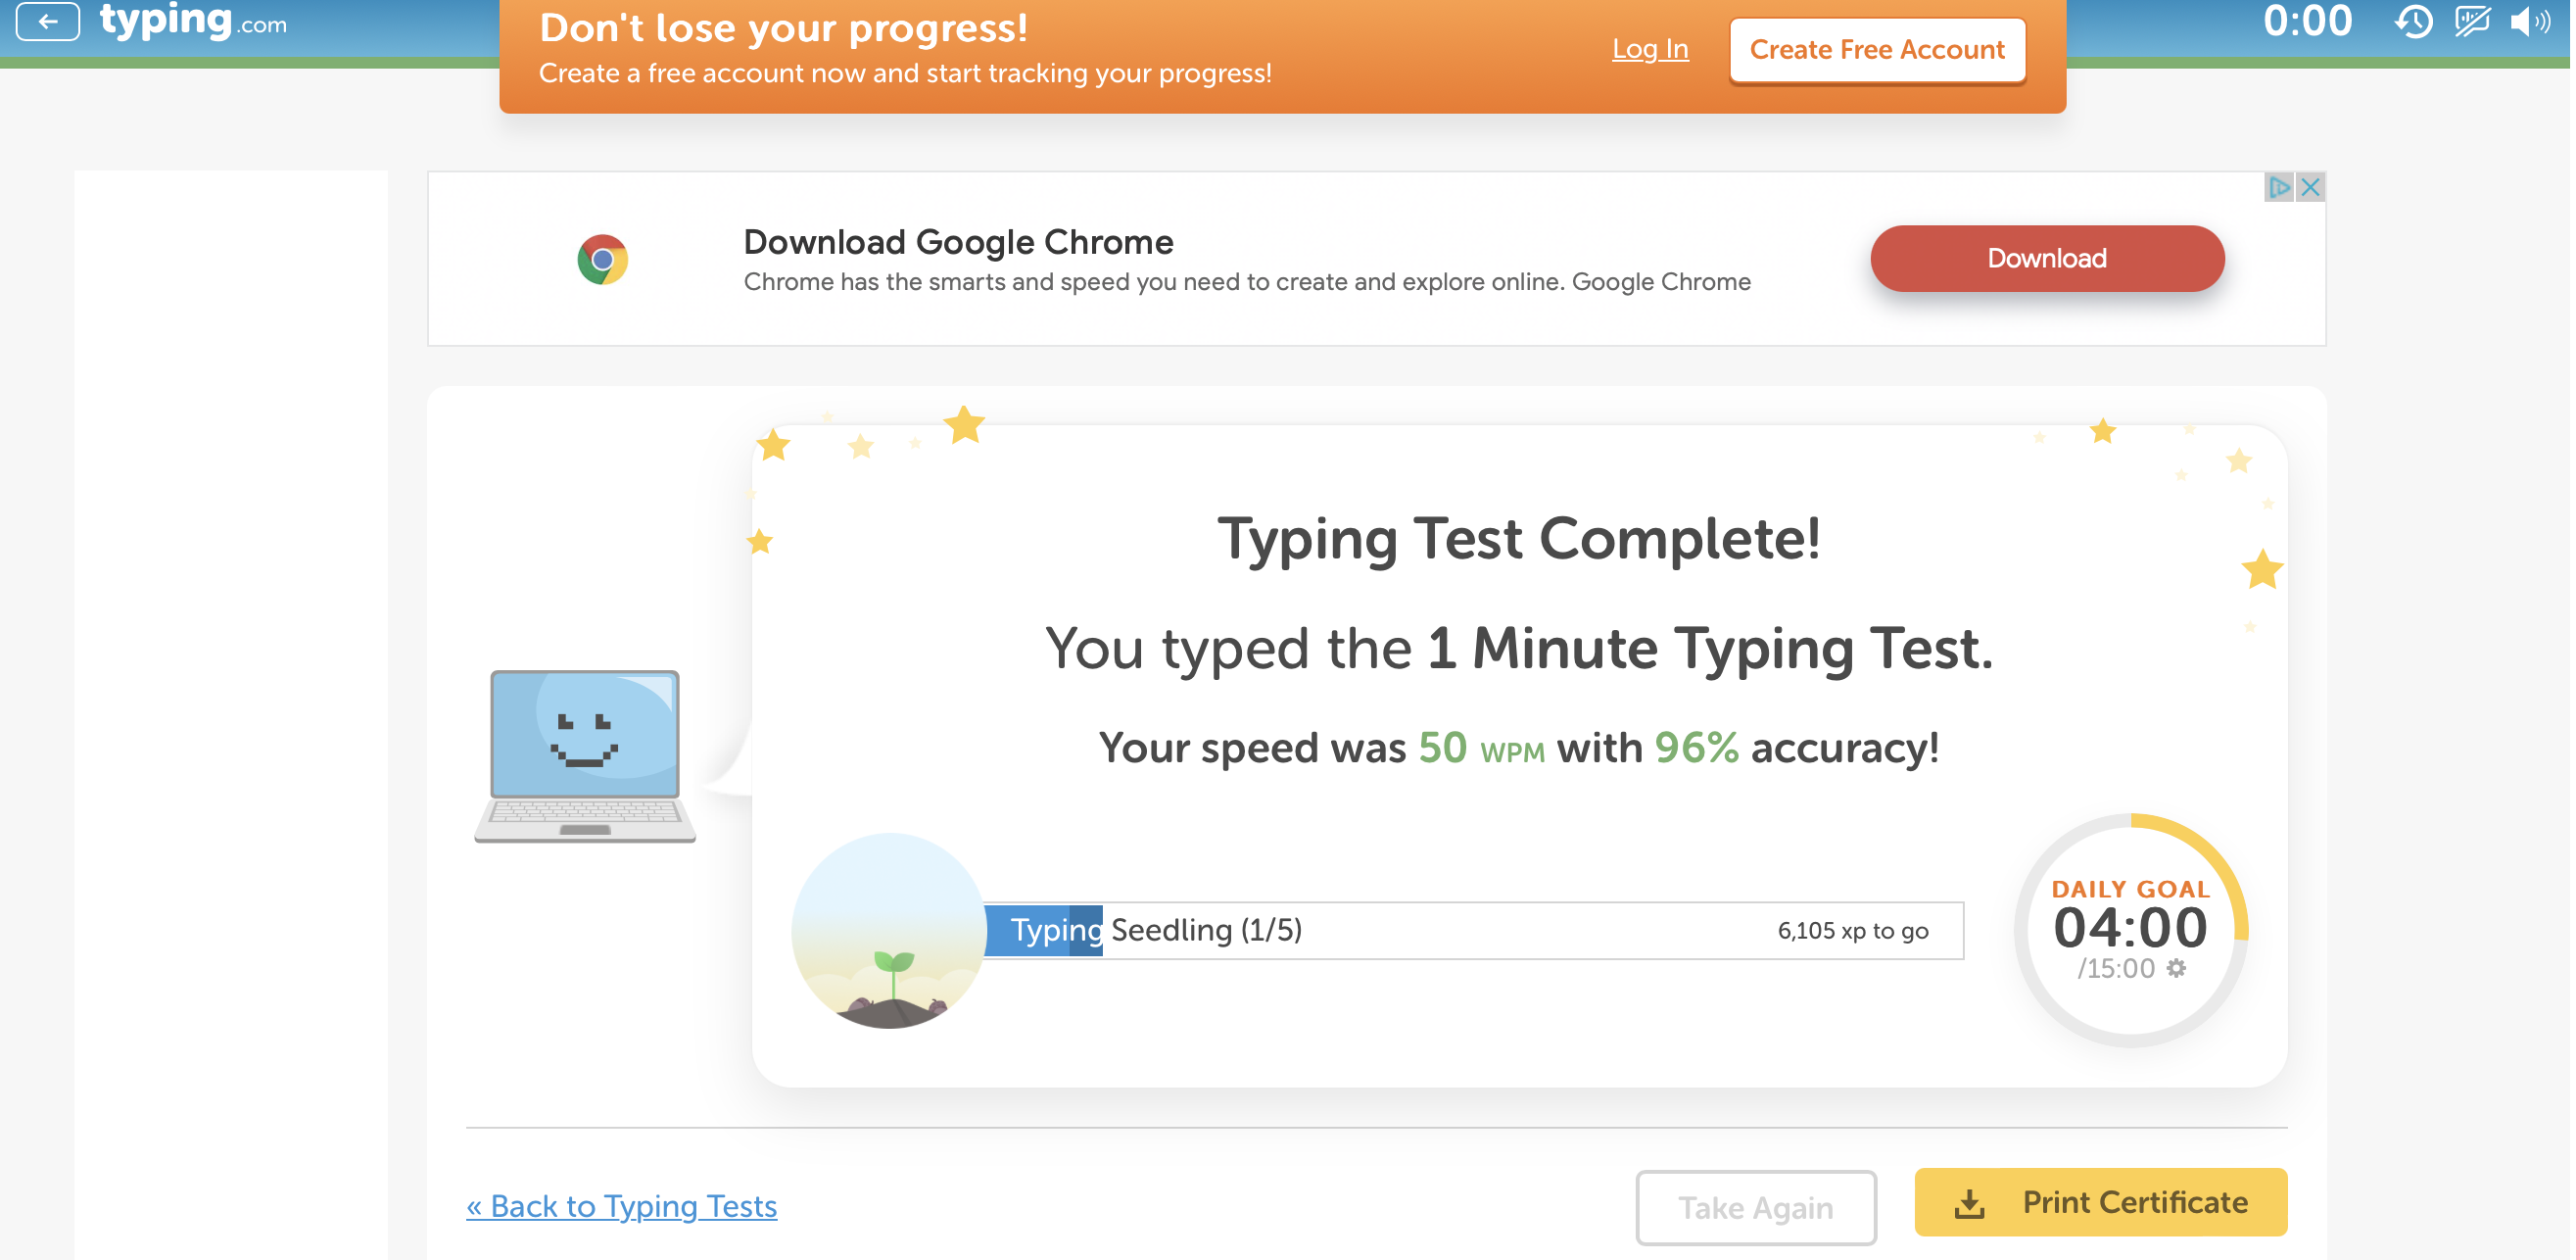 typing.com
Don't lose your progress!
Create a free account now and start tracking your progress!
Log In
Create Free Account
0:00
Download Google Chrome
Chrome has the smarts and speed you need to create and explore online. Google Chrome
Download
Typing Test Complete!
You typed the 1 Minute Typing Test.
Your speed was 50 WPM with 96% accuracy!
Typing Seedling (1/5)
6,105 xp to go
DAILY GOAL
04:00
/15:00
« Back to Typing Tests
Take Again
Print Certificate